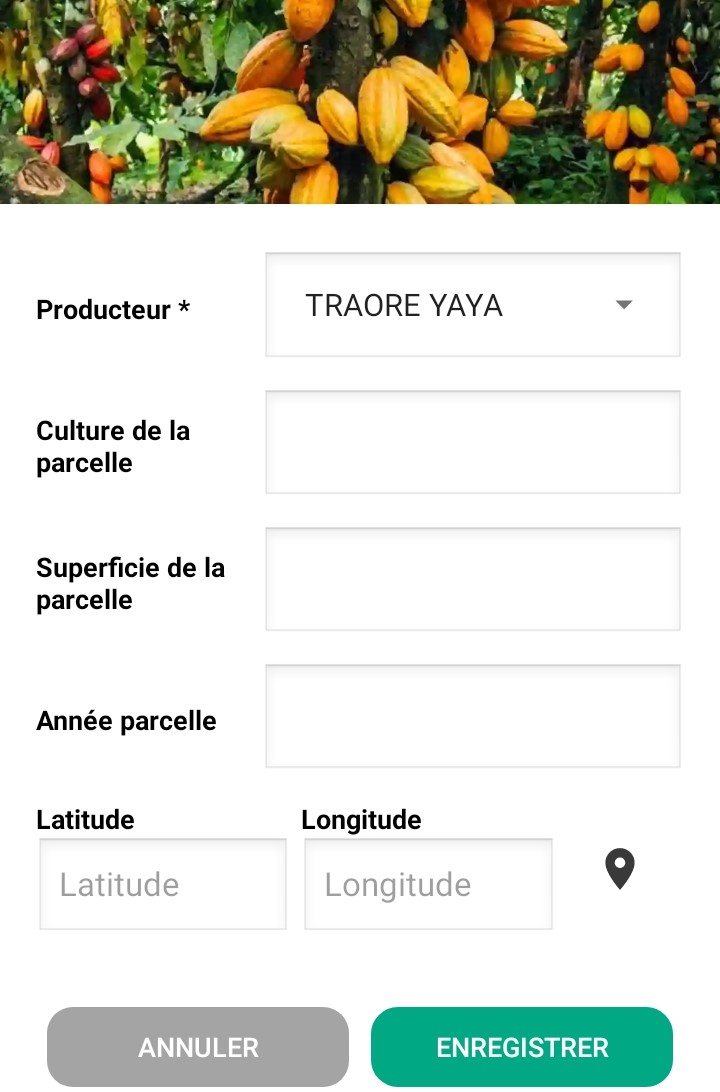 Producteur *
TRAORE YAYA
Culture de la
parcelle
Superficie de la
parcelle
Année parcelle
Latitude
Longitude
Latitude
Longitude
ANNULER
ENREGISTRER